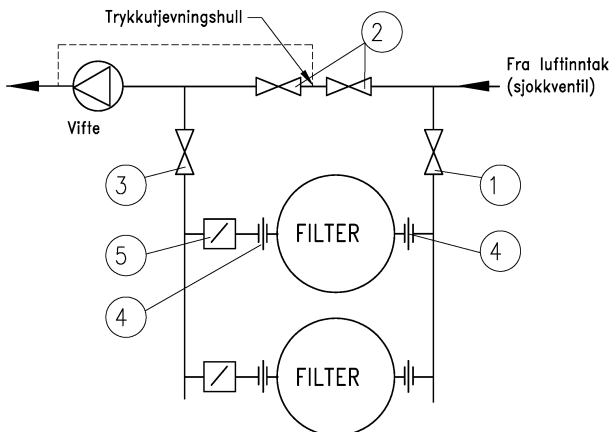 Trykkutjevningshull
2
Fra luftinntak
(sjokkventil)
Vifte
3
1
5
FILTER
4
4
FILTER